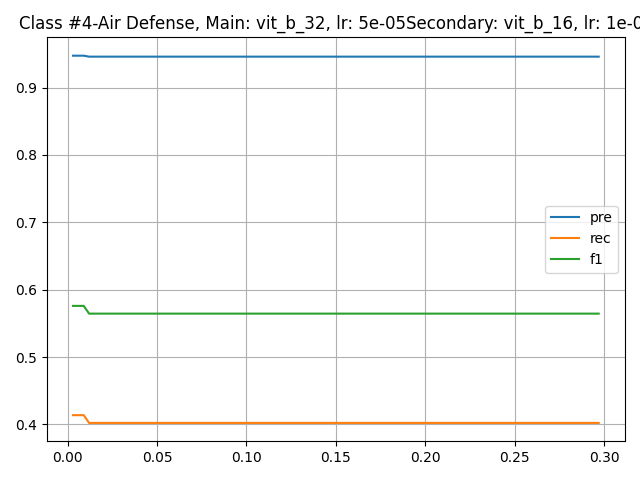 Class #4-Air Defense, Main: vit_b_32, lr: 5e-05Secondary: vit_b_16, lr: 1e-0
0.9
0.8
0.7
0.6
0.5
0.4
pre
rec
f1
0.00 0.05 0.10 0.15 0.20 0.25 0.30